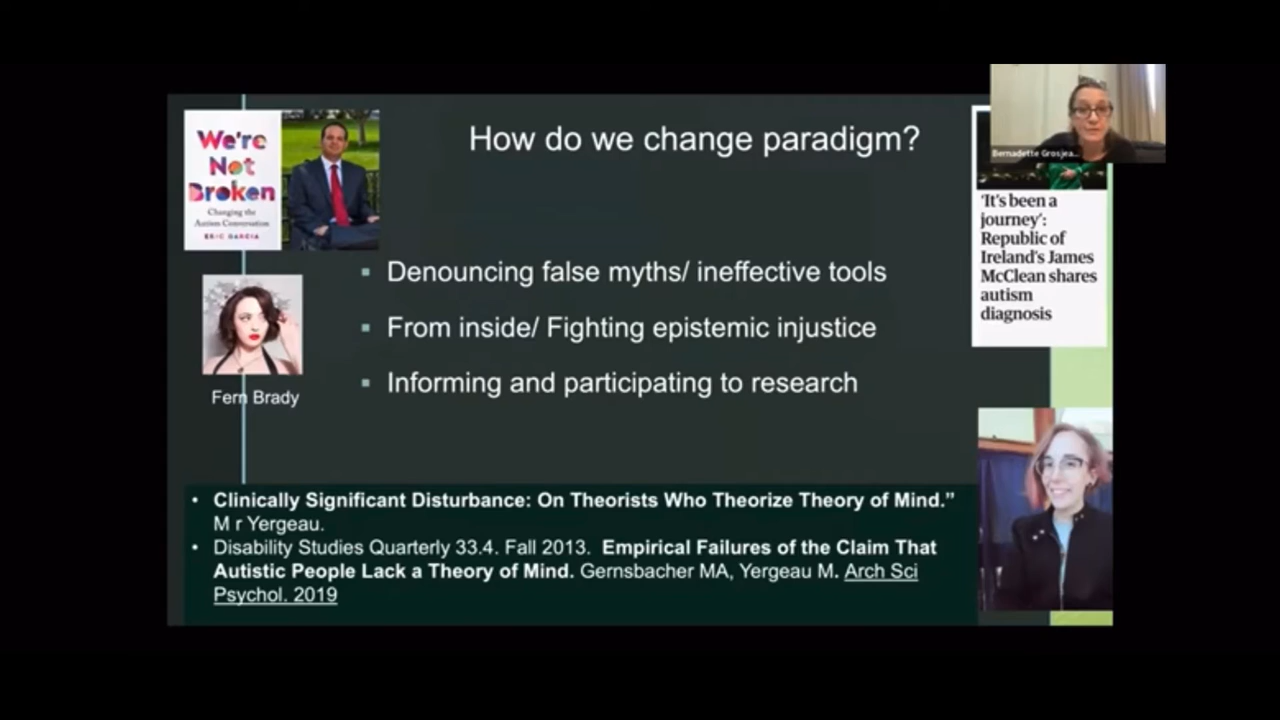 We're
Not
Broken
Changing the
Autism Conversation
ERIC GARCIA
How do we change paradigm?
Bernadette Grosjea...
▪ Denouncing false myths/ ineffective tools
▪ From inside/ Fighting epistemic injustice
▪ Informing and participating to research
Fern Brady
'It's been a
journey':
Republic of
Ireland's James
McClean shares
autism
diagnosis
• Clinically Significant Disturbance: On Theorists Who Theorize Theory of Mind.”
M r Yergeau.
• Disability Studies Quarterly 33.4. Fall 2013. Empirical Failures of the Claim That
Autistic People Lack a Theory of Mind. Gernsbacher MA, Yergeau M. Arch Sci
Psychol. 2019